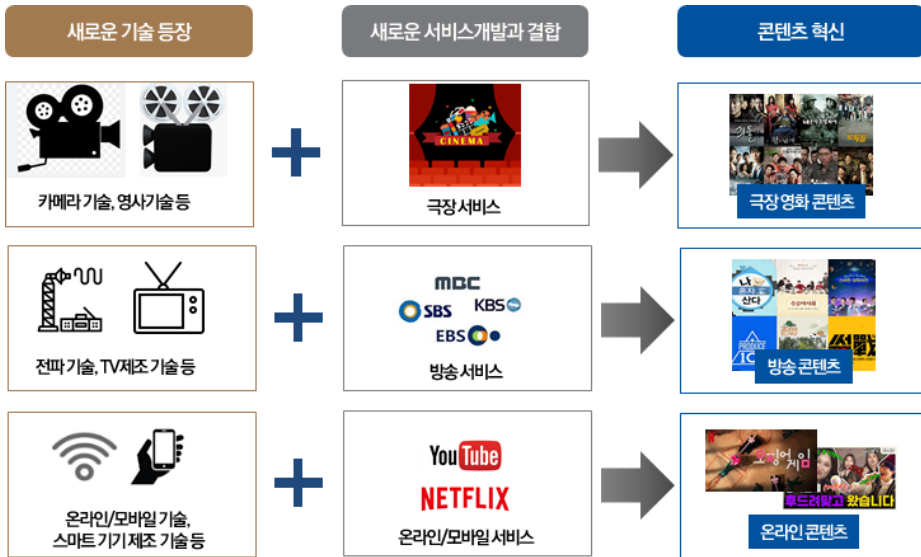 새로운 기술 등장
새로운 서비스개발과 결합
콘텐츠 혁신
카메라 기술, 영사기술 등
CINEMA
극장 서비스
극장 영화 콘텐츠
전파 기술, TV제조 기술 등
MBC
SBS
KBS
EBS
방송 서비스
나
혼자
산다
PRODUCE
방송 콘텐츠
온라인/모바일 기술,
스마트 기기 제조 기술 등
YouTube
NETFLIX
온라인/모바일 서비스
오징어게임
후드려맞고 왔습니다
온라인 콘텐츠